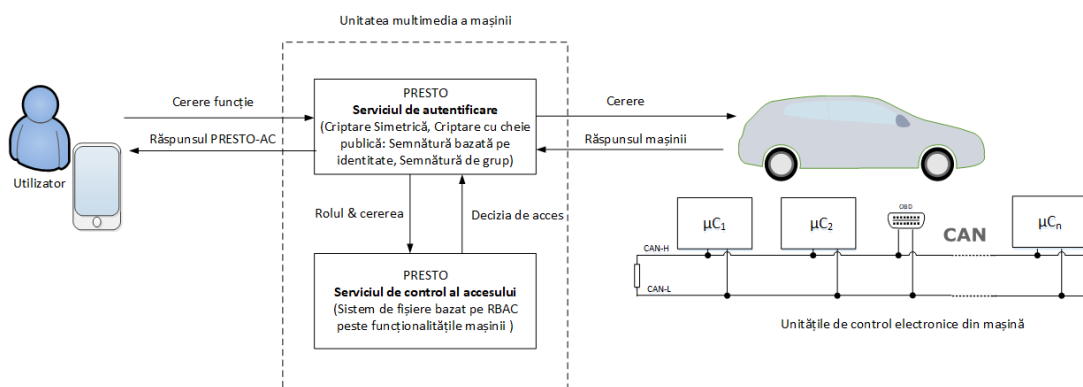 Unitatea multimedia a mașinii
PRESTO
Serviciul de autentificare
(Criptare Simetrică, Criptare cu cheie
publică: Semnătură bazată pe
identitate, Semnătură de grup)
Cerere funcție
Răspunsul PRESTO-AC
Utilizator
Cerere
Răspunsul mașinii
Rolul & cererea
Decizia de acces
PRESTO
Serviciul de control al accesului
(Sistem de fișiere bazat pe RBAC
peste funcționalitățile mașinii )
µC1
µC2
OBD
CAN
µCn
CAN-H
CAN-L
Unitățile de control electronice din mașină